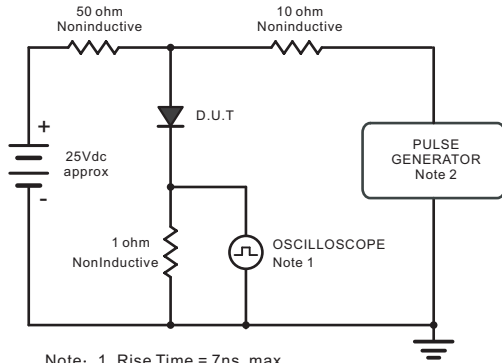 50 ohm
Noninductive
10 ohm
Noninductive
D.U.T
+
25Vdc
approx
-
PULSE
GENERATOR
Note 2
1 ohm
NonInductive
OSCILLOSCOPE
Note 1
Note: 1. Rise Time = 7ns, max.